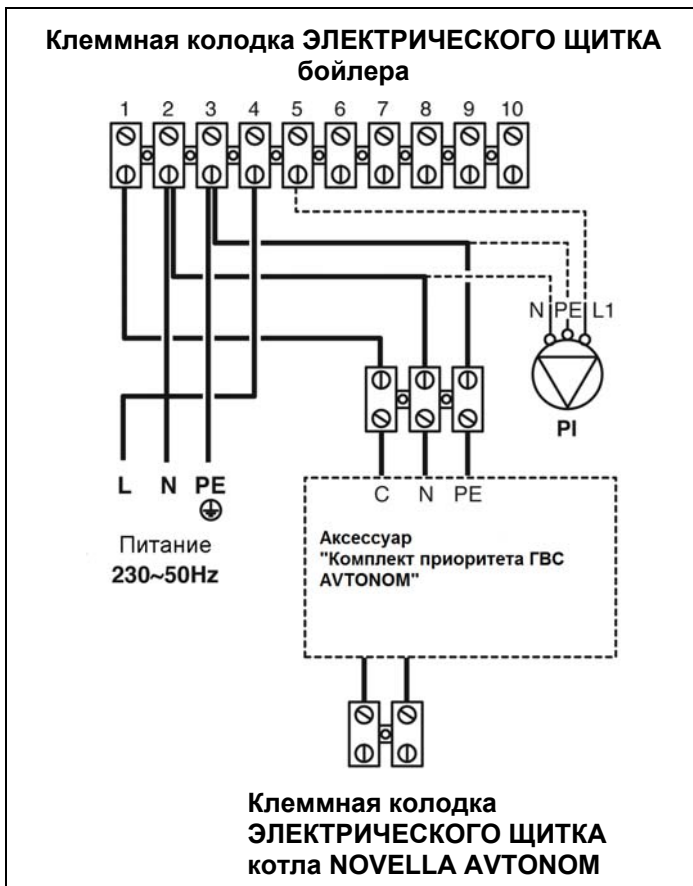 Клеммная колодка ЭЛЕКТРИЧЕСКОГО ЩИТКА
бойлера
1 2 3 4 5 6 7 8 9 10
N PE L1
PI
L N PE
C N PE
Питание
230~50Hz
Аксессуар
"Комплект приоритета ГВС
AVTONOM"
Клеммная колодка
ЭЛЕКТРИЧЕСКОГО ЩИТКА
котла NOVELLA AVTONOM